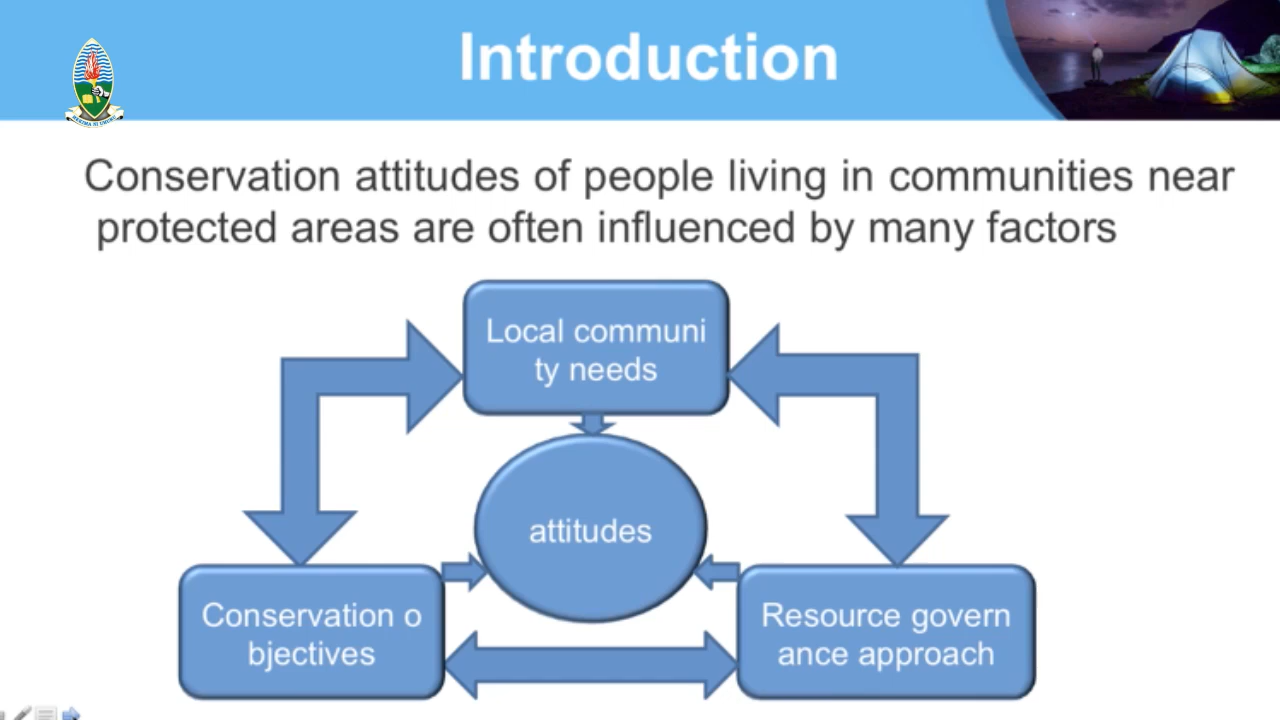 Introduction
Conservation attitudes of people living in communities near
protected areas are often influenced by many factors
Local communi
ty needs
attitudes
Conservation o
bjectives
Resource govern
ance approach